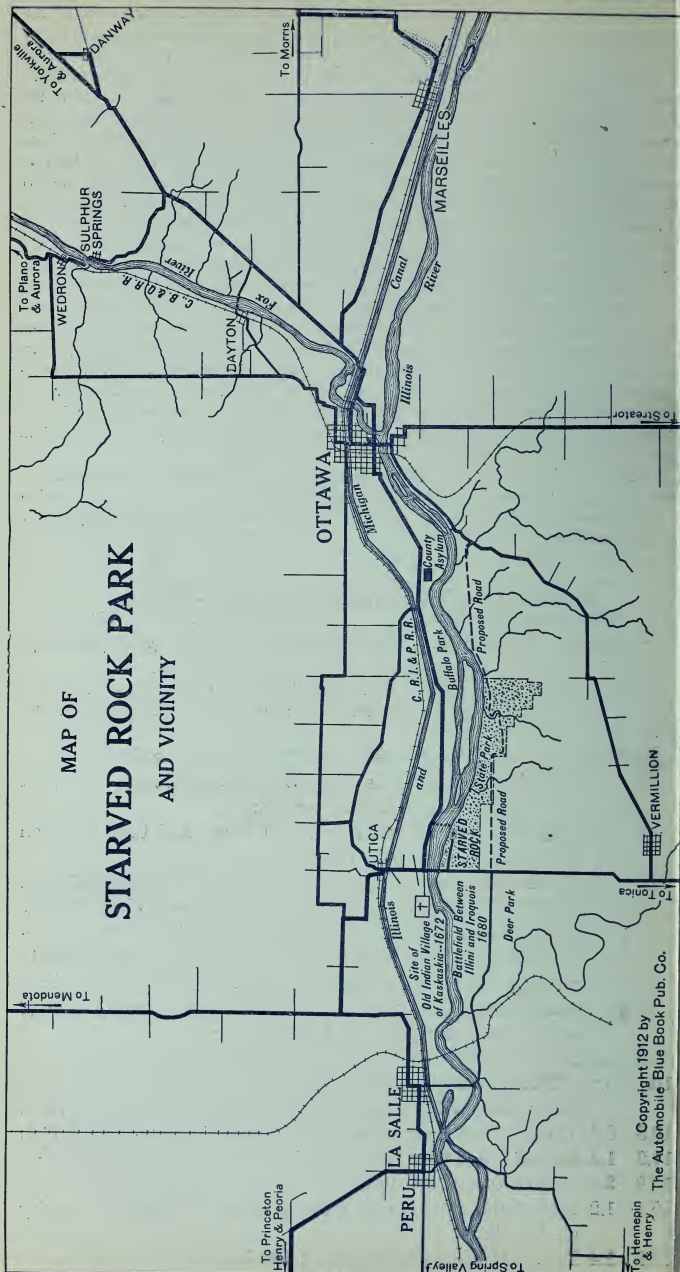 MAP OF
STARVED ROCK PARK
AND VICINITY
To Princeton
Henry & Peoria
To Mendota
To Plano
& Aurora
To Yorkville
& Aurora
DANWAY
WEDRON
SULPHUR
SPRINGS
C., B. & Q. R. R.
Fox
River
DAYTON
To Morris
MARSEILLES
Canal
Illinois
River
OTTAWA
Michigan
and
Illinois
C., R. I. & P. R. R.
County
Asylum
Buffalo Park
Proposed Road
State Park
STARVED
ROCK
Proposed Road
UTICA
Site of
Old Indian Village
of Kaskaskia--1672
Battlefield Between
Illini and Iroquois
1680
Deer Park
LA SALLE
PERU
To Spring Valley
To Hennepin
& Henry
To Tonica
VERMILLION
To Streator
Copyright 1912 by
The Automobile Blue Book Pub. Co.